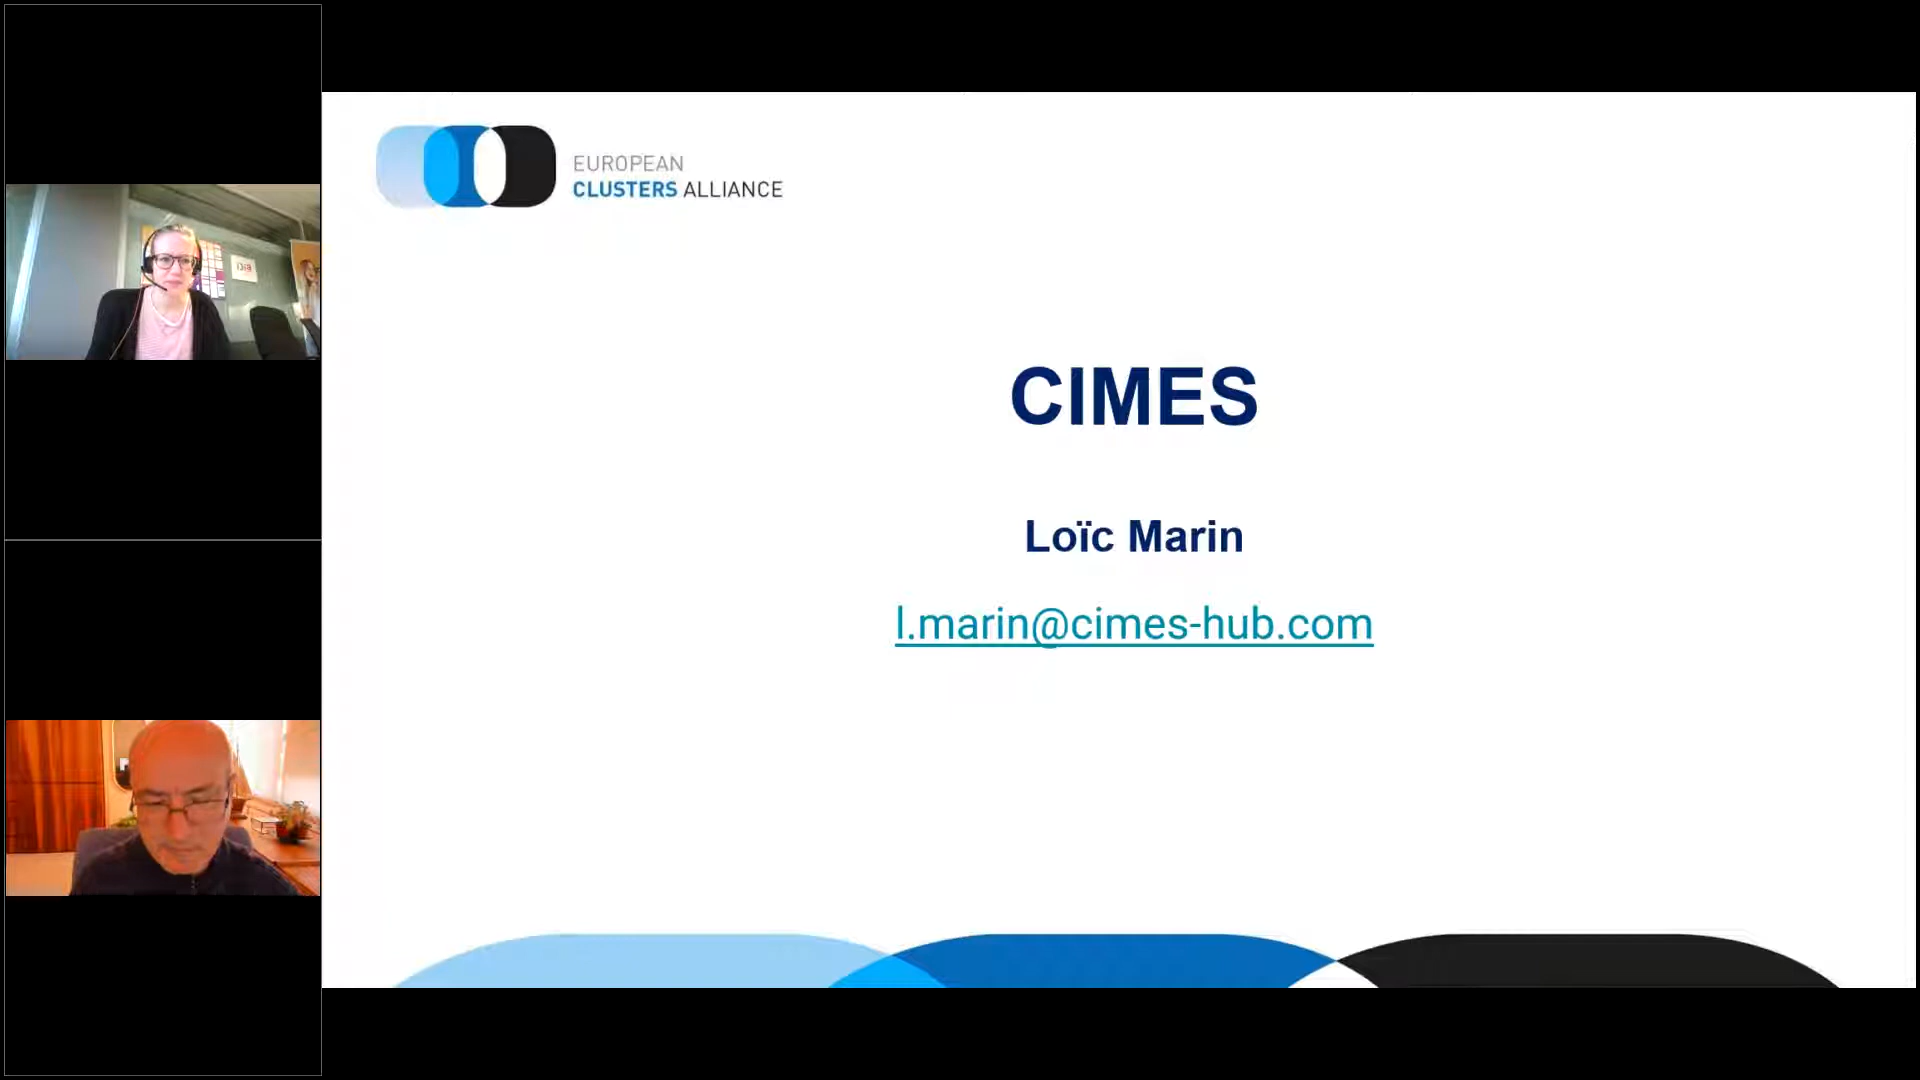 EUROPEAN
CLUSTERS ALLIANCE
CIMES
Loïc Marin
l.marin@cimes-hub.com